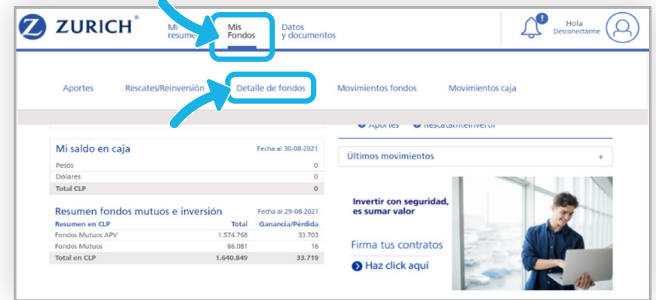 ZURICH®
Mi resumen
Mis Fondos
Datos y documentos
Hola
Desconectarme
Aportes
Rescates/Reinversión
Detalle de fondos
Movimientos fondos
Movimientos caja
Aportes
Rescatar/Reinvertir
Mi saldo en caja
Fecha al 30-08-2021
Pesos 0
Dólares 0
Total CLP 0
Últimos movimientos +
Resumen fondos mutuos e inversión
Fecha al 29-08-2021
Resumen en CLP Total Ganancia/Pérdida
Fondos Mutuos APV 1.574.768 33.703
Fondos Mutuos 66.081 16
Total en CLP 1.640.849 33.719
Invertir con seguridad,
es sumar valor
Firma tus contratos
Haz click aquí